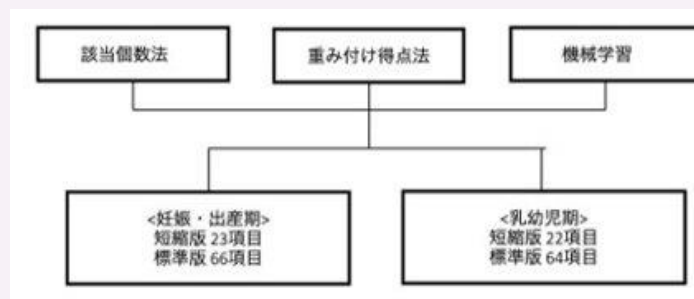 該当個数法
重み付け得点法
機械学習
<妊娠・出産期>
短縮版 23項目
標準版 66項目
<乳幼児期>
短縮版 22項目
標準版 64項目